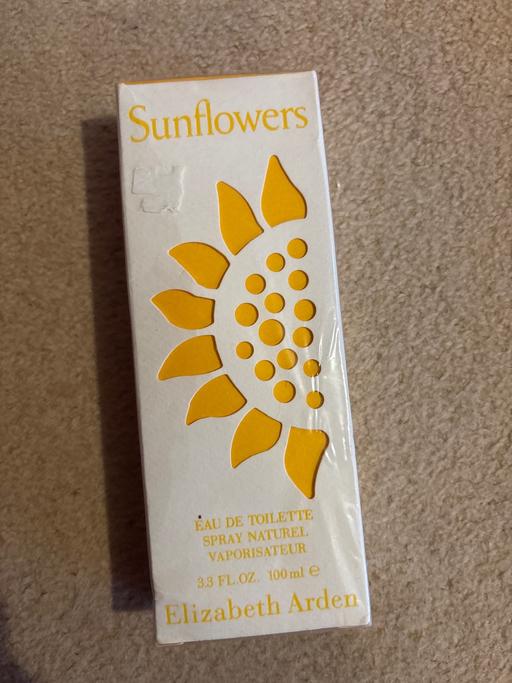 Sunflowers
EAU DE TOILETTE
SPRAY NATUREL
VAPORISATEUR
3.3 FL.OZ. 100 ml ℮
Elizabeth Arden